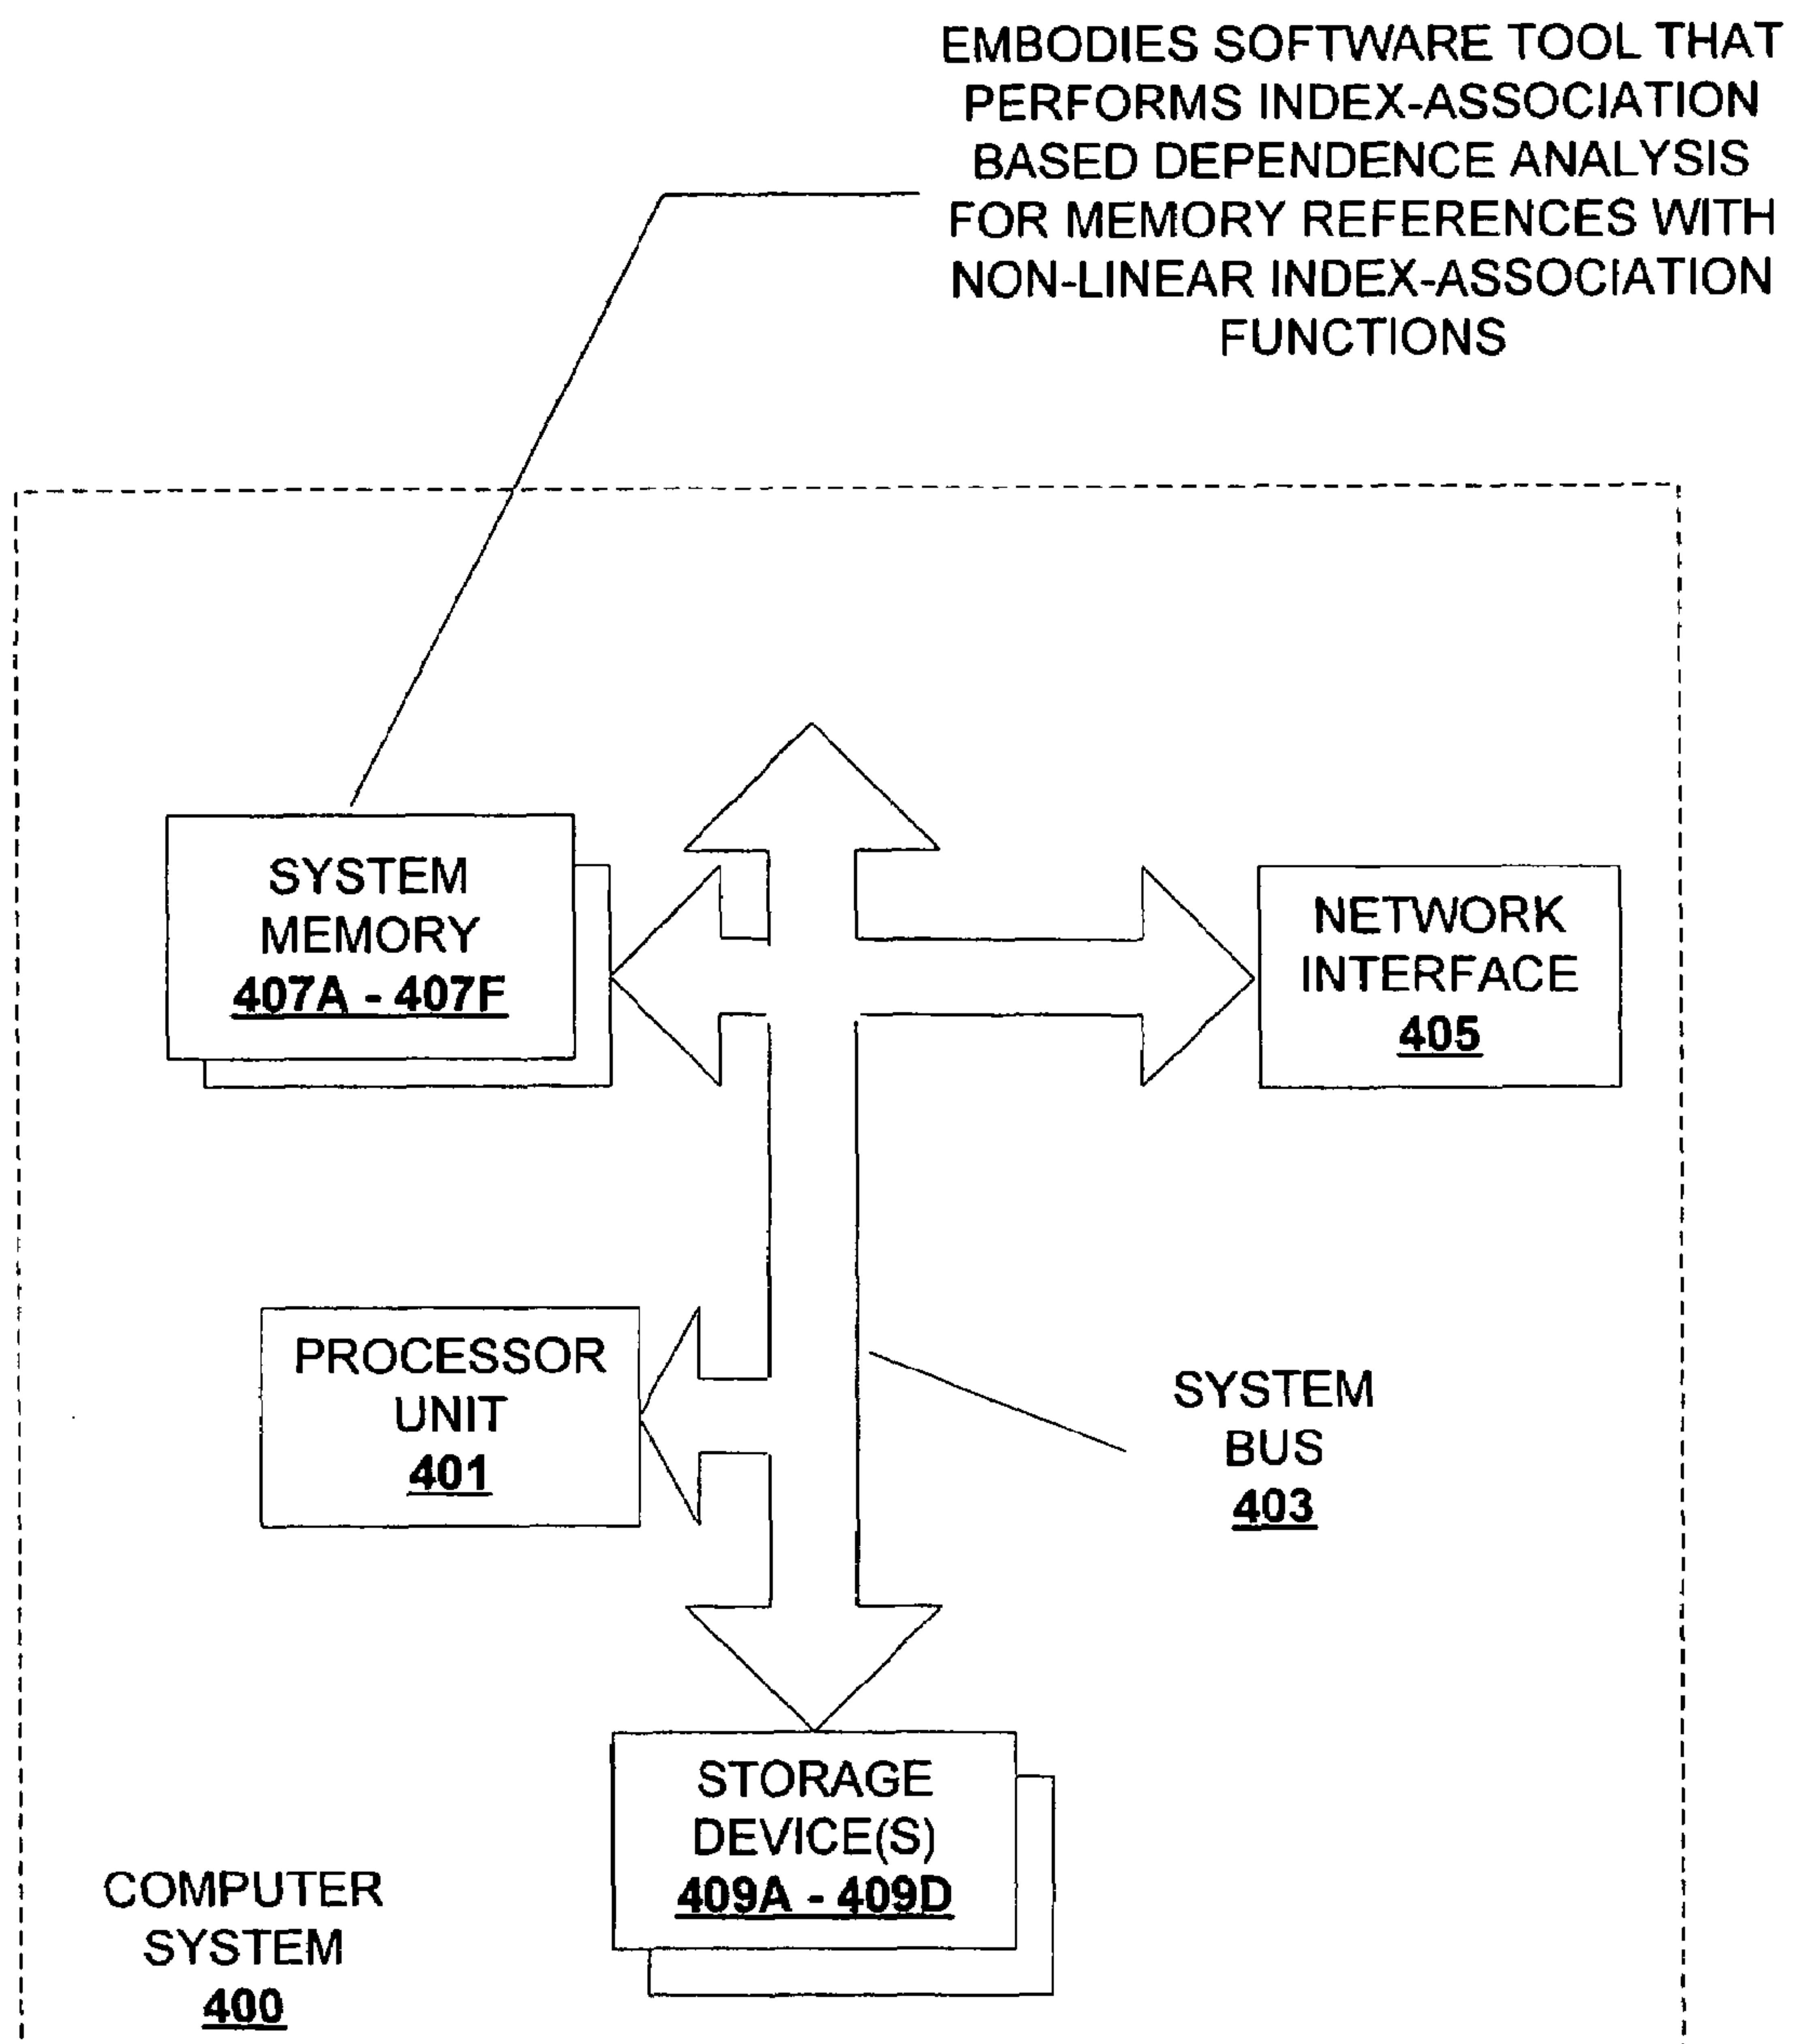 EMBODIES SOFTWARE TOOL THAT
PERFORMS INDEX-ASSOCIATION
BASED DEPENDENCE ANALYSIS
FOR MEMORY REFERENCES WITH
NON-LINEAR INDEX-ASSOCIATION
FUNCTIONS
SYSTEM
MEMORY
407A - 407F
NETWORK
INTERFACE
405
PROCESSOR
UNIT
401
SYSTEM
BUS
403
STORAGE
DEVICE(S)
409A - 409D
COMPUTER
SYSTEM
400